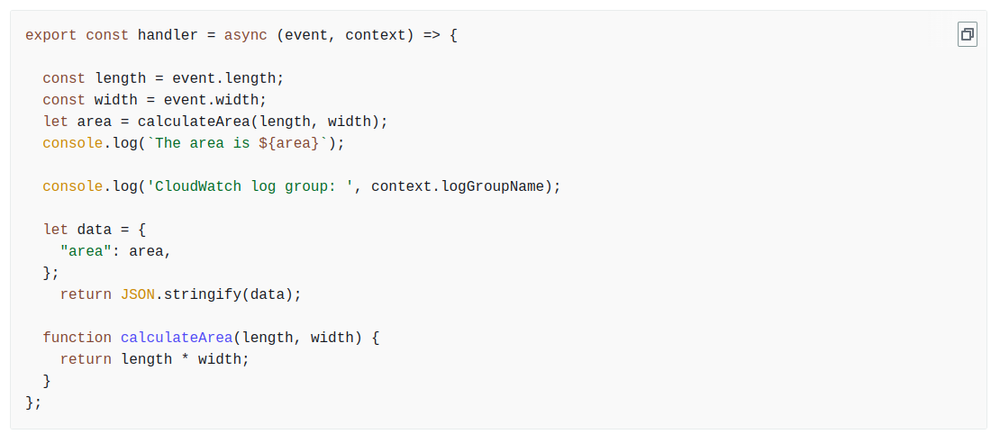 export const handler = async (event, context) => {
  const length = event.length;
  const width = event.width;
  let area = calculateArea(length, width);
  console.log(`The area is ${area}`);
  console.log('CloudWatch log group: ', context.logGroupName);
  let data = {
    "area": area,
  };
    return JSON.stringify(data);
  function calculateArea(length, width) {
    return length * width;
  }
};